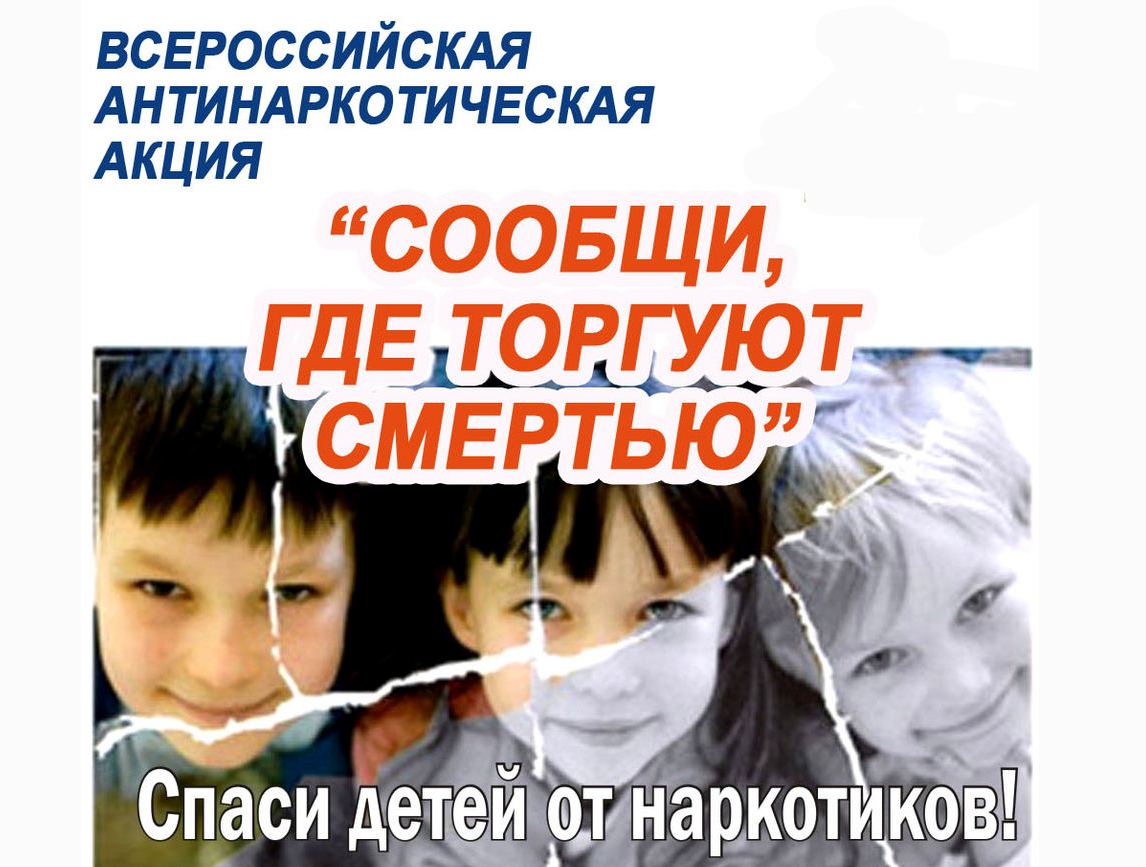 ВСЕРОССИЙСКАЯ
АНТИНАРКОТИЧЕСКАЯ
АКЦИЯ
“СООБЩИ,
ГДЕ ТОРГУЮТ
СМЕРТЬЮ”
Спаси детей от наркотиков!